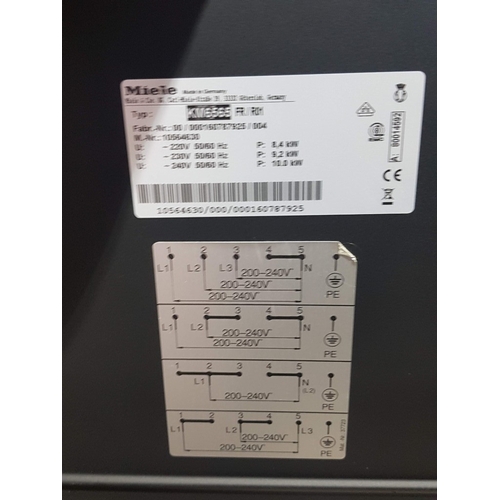 Miele Made in Germany
Typ : KM6565 FR / R01
Fabr.-Nr.: 00 / 000160787925 / 004
M.-Nr.: 10564630
U: ~ 220V 50/60 Hz P: 8,4 kW
U: ~ 230V 50/60 Hz P: 9,2 kW
U: ~ 240V 50/60 Hz P: 10,0 kW
A 80014592
CE
10564630/000/000160787925
1 2 3 4 5
L1 L2 L3 N
200-240V~
200-240V~
200-240V~
PE
1 2 3 4 5
L1 L2 N
200-240V~
200-240V~
PE
1 2 3 4 5
L1 N
(L2)
200-240V~
PE
1 2 3 4 5
L1 L2 L3
200-240V~
200-240V~
PE